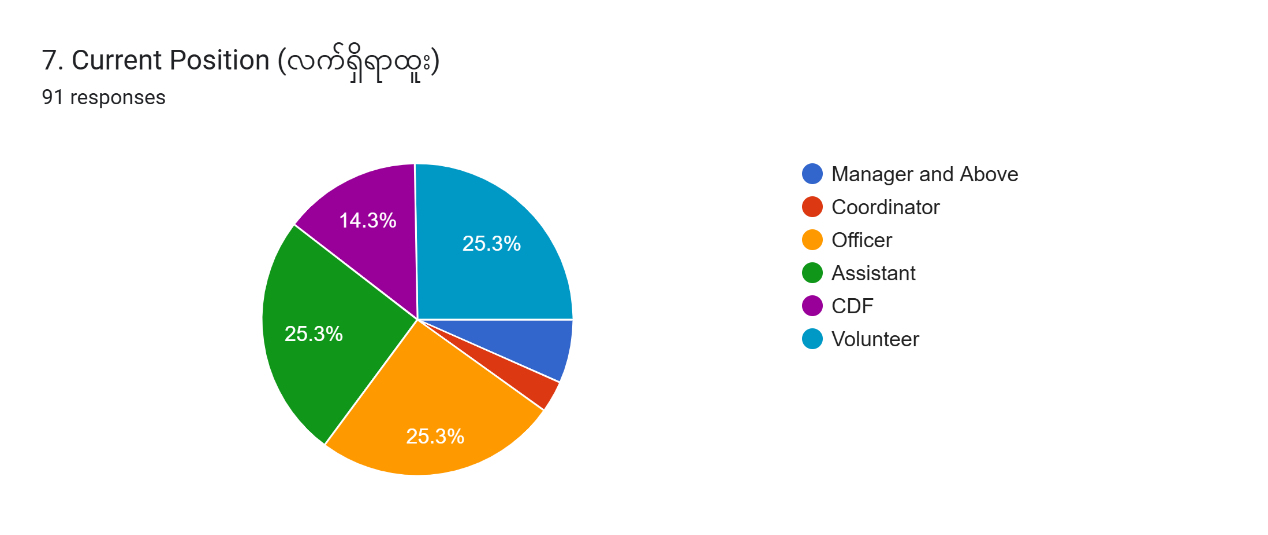 7. Current Position (လက်ရှိရာထူး)
91 responses
14.3%
25.3%
25.3%
25.3%
Manager and Above
Coordinator
Officer
Assistant
CDF
Volunteer